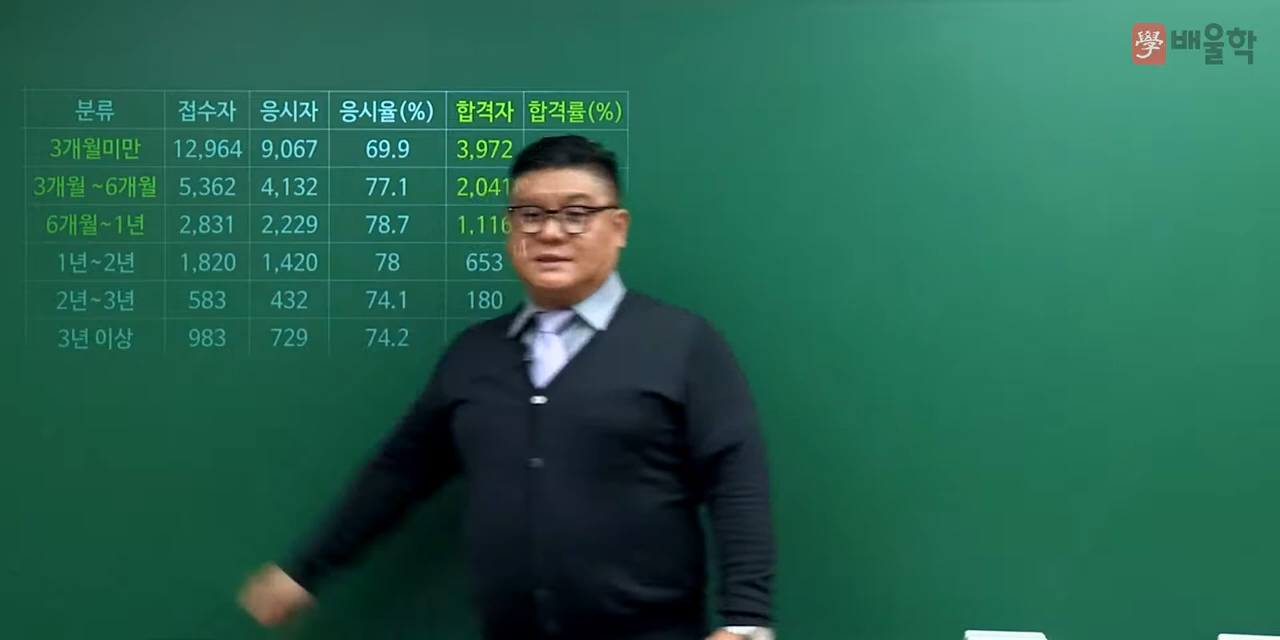 學 배울학
분류 접수자 응시자 응시율(%) 합격자 합격률(%)
3개월미만 12,964 9,067 69.9 3,972
3개월 ~6개월 5,362 4,132 77.1 2,041
6개월~1년 2,831 2,229 78.7 1,116
1년~2년 1,820 1,420 78 653
2년~3년 583 432 74.1 180
3년 이상 983 729 74.2